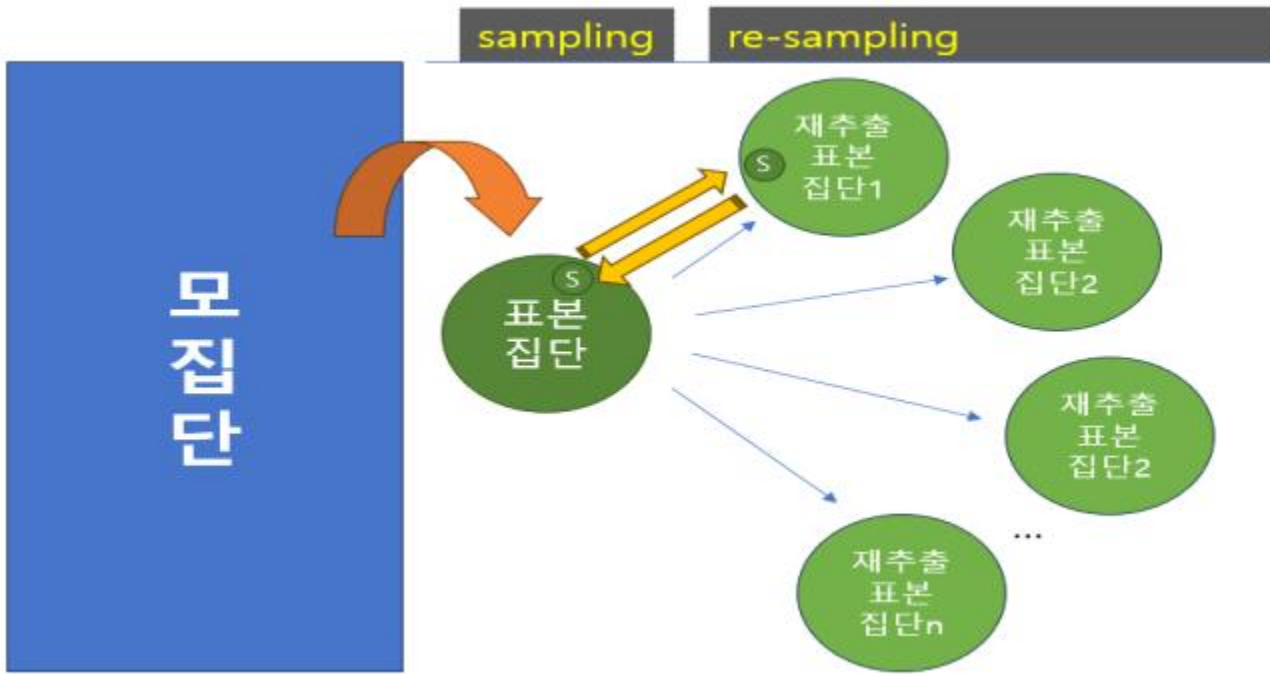 sampling
re-sampling
모
집
단
S
표본
집단
S
재추출
표본
집단1
재추출
표본
집단2
재추출
표본
집단2
...
재추출
표본
집단n